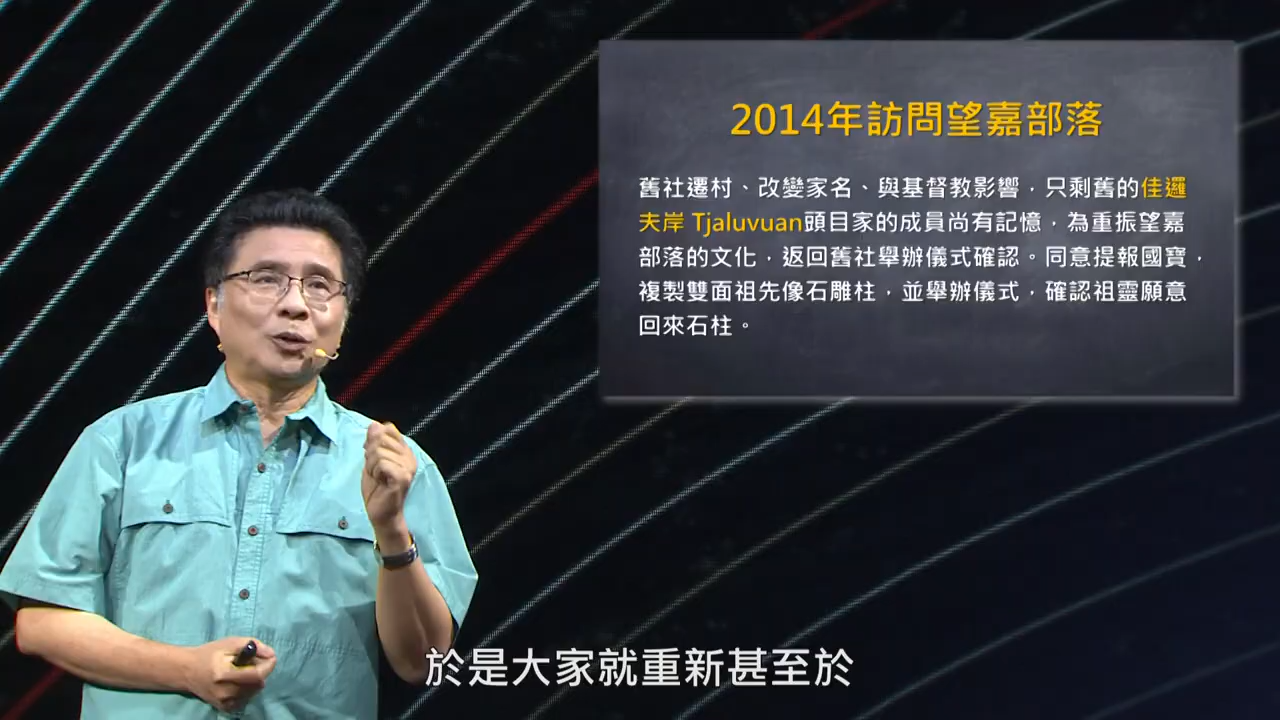 2014年訪問望嘉部落
舊社遷村、改變家名、與基督教影響，只剩舊的佳邏
夫岸 Tjaluvuan頭目家的成員尚有記憶，為重振望嘉
部落的文化，返回舊社舉辦儀式確認。同意提報國寶，
複製雙面祖先像石雕柱，並舉辦儀式，確認祖靈願意
回來石柱。
於是大家就重新甚至於